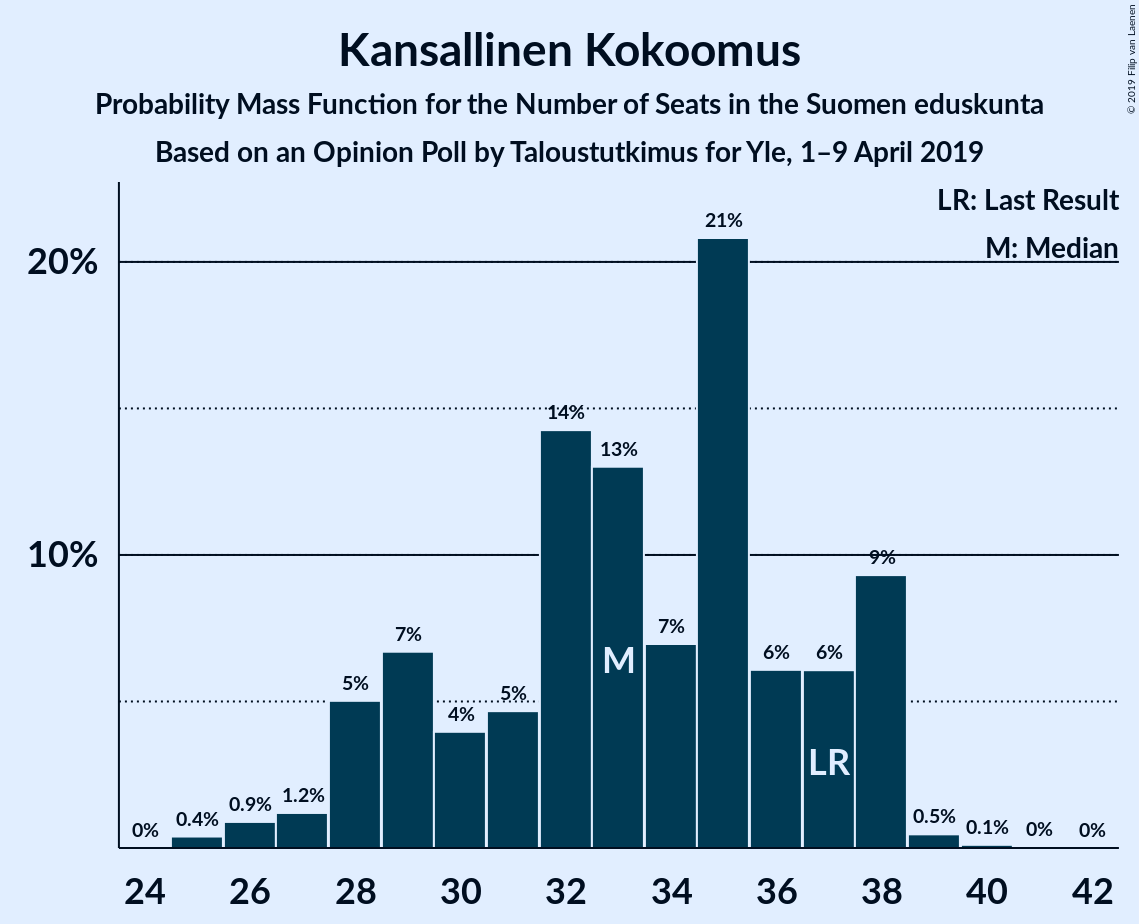 Kansallinen Kokoomus
Probability Mass Function for the Number of Seats in the Suomen eduskunta
Based on an Opinion Poll by Taloustutkimus for Yle, 1–9 April 2019
© 2019 Filip van Laenen
LR: Last Result
M: Median
20%
10%
0%
0.4%
0.9%
1.2%
5%
7%
4%
5%
14%
13%
7%
21%
6%
6%
9%
0.5%
0.1%
0%
0%
M
LR
24 26 28 30 32 34 36 38 40 42